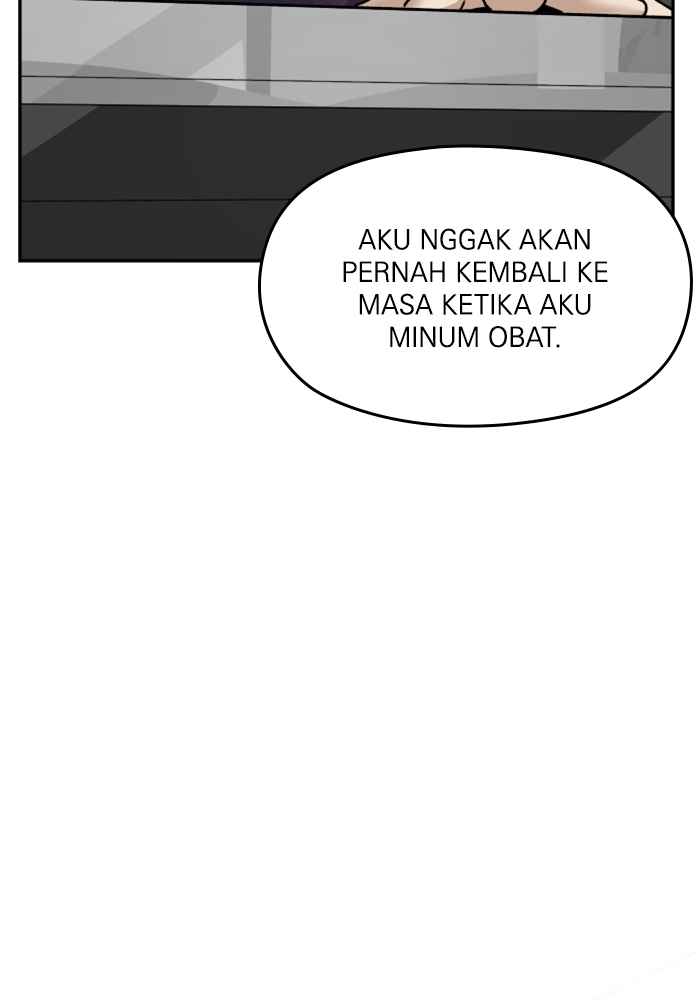 AKU NGGAK AKAN
PERNAH KEMBALI KE
MASA KETIKA AKU
MINUM OBAT.